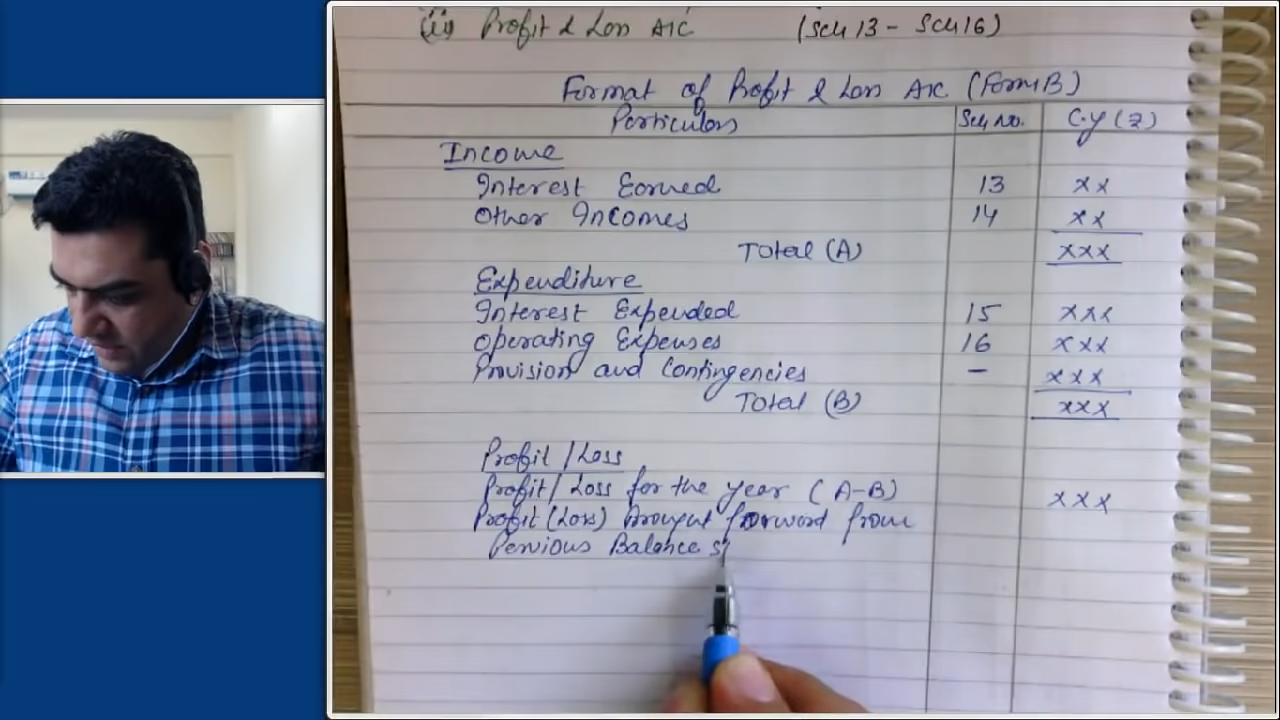 (ii) Profit & Loss A/C (Sch 13 - Sch 16)
Format of Profit & Loss A/C (Form B)
Particulars Sch No. C.Y (₹)
Income
Interest Earned 13 xx
Other Incomes 14 xx
Total (A) xxx
Expenditure
Interest Expended 15 xxx
Operating Expenses 16 xxx
Provision and Contingencies - xxx
Total (B) xxx
Profit / Loss
Profit / Loss for the year (A-B) xxx
Profit (Loss) Brought forward from
Pervious Balance s